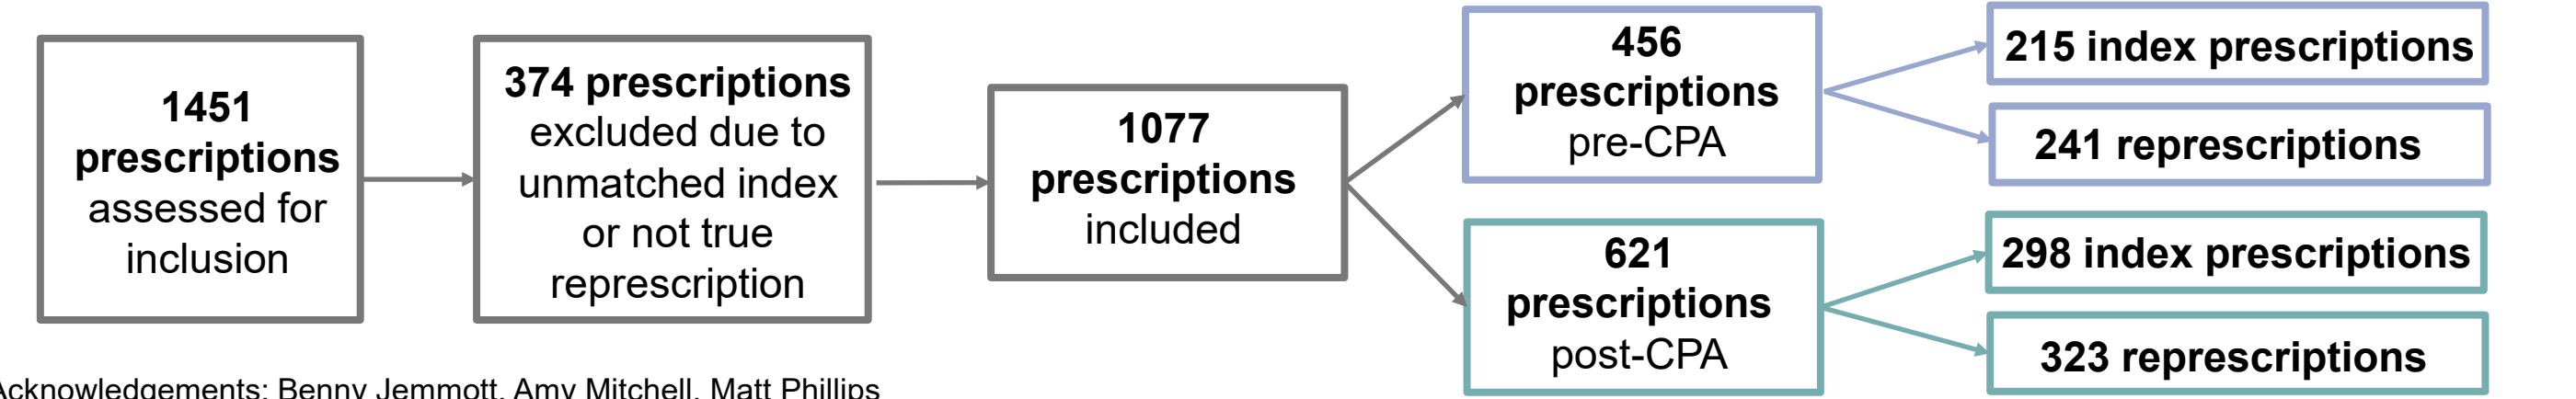 1451
prescriptions
assessed for
inclusion
374 prescriptions
excluded due to
unmatched index
or not true
represcription
1077
prescriptions
included
456
prescriptions
pre-CPA
215 index prescriptions
241 represcriptions
621
prescriptions
post-CPA
298 index prescriptions
323 represcriptions
Acknowledgements: Benny Jemmott, Amy Mitchell, Matt Phillips